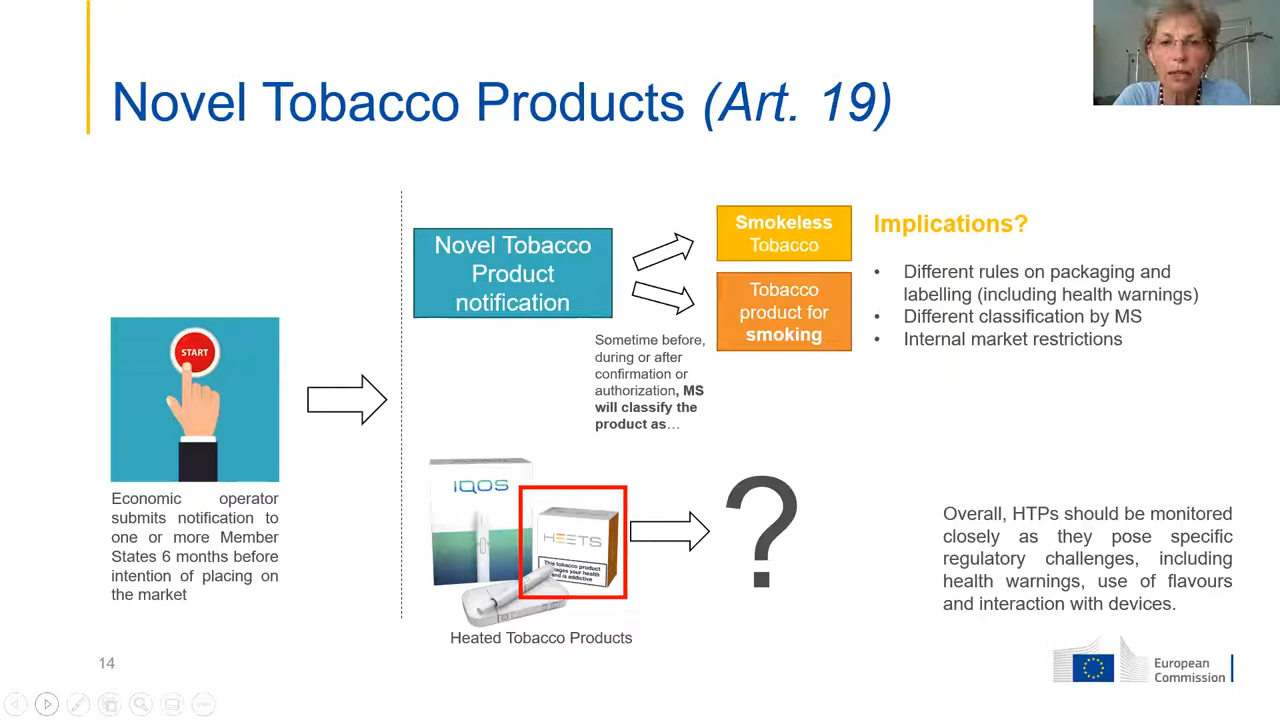 Novel Tobacco Products (Art. 19)
START
Economic operator
submits notification to
one or more Member
States 6 months before
intention of placing on
the market
Novel Tobacco
Product
notification
Sometime before,
during or after
confirmation or
authorization, MS
will classify the
product as…
Smokeless
Tobacco
Tobacco
product for
smoking
Implications?
• Different rules on packaging and
labelling (including health warnings)
• Different classification by MS
• Internal market restrictions
IQOS
HEETS
This tobacco product
your health
and is addictive
?
Heated Tobacco Products
Overall, HTPs should be monitored
closely as they pose specific
regulatory challenges, including
health warnings, use of flavours
and interaction with devices.
14
European
Commission